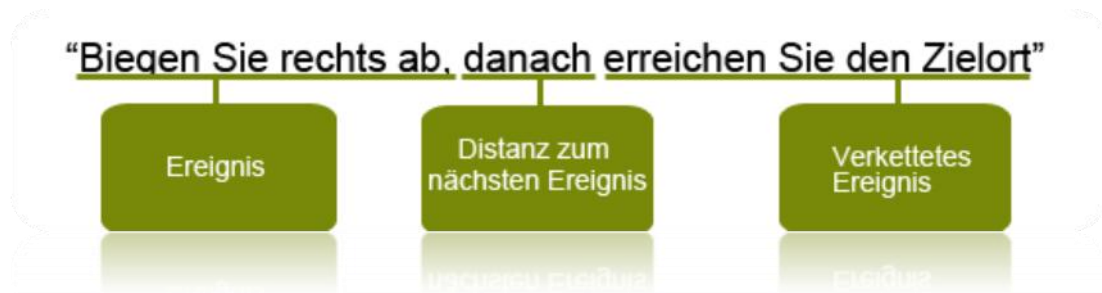 “Biegen Sie rechts ab, danach erreichen Sie den Zielort”
Ereignis
Distanz zum
nächsten Ereignis
Verkettetes
Ereignis